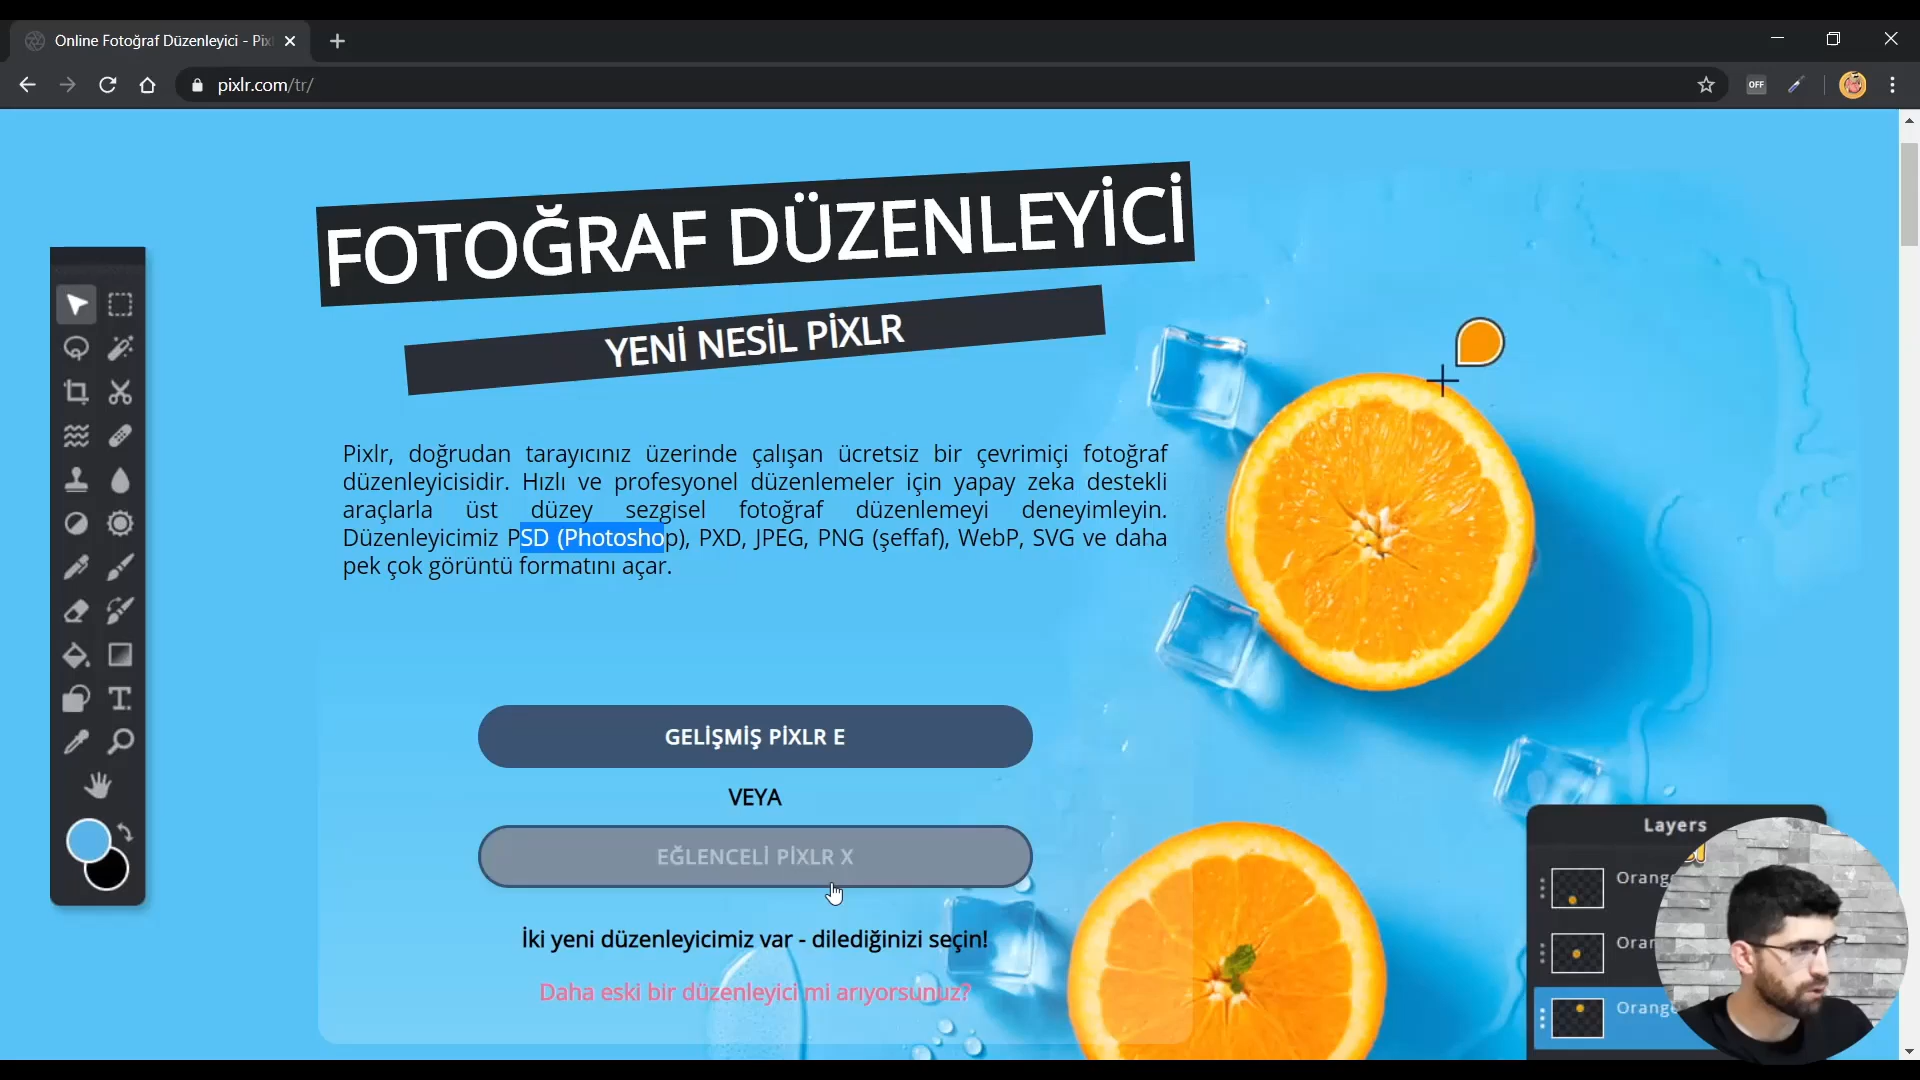 Online Fotoğraf Düzenleyici - Pix
pixlr.com/tr/
OFF
FOTOĞRAF DÜZENLEYİCİ
YENİ NESİL PİXLR
Pixlr, doğrudan tarayıcınız üzerinde çalışan ücretsiz bir çevrimiçi fotoğraf
düzenleyicisidir. Hızlı ve profesyonel düzenlemeler için yapay zeka destekli
araçlarla üst düzey sezgisel fotoğraf düzenlemeyi deneyimleyin.
Düzenleyicimiz PSD (Photoshop), PXD, JPEG, PNG (şeffaf), WebP, SVG ve daha
pek çok görüntü formatını açar.
GELİŞMİŞ PİXLR E
VEYA
EĞLENCELİ PİXLR X
İki yeni düzenleyicimiz var - dilediğinizi seçin!
Daha eski bir düzenleyici mi arıyorsunuz?
Layers
Orang
Oran
Orang